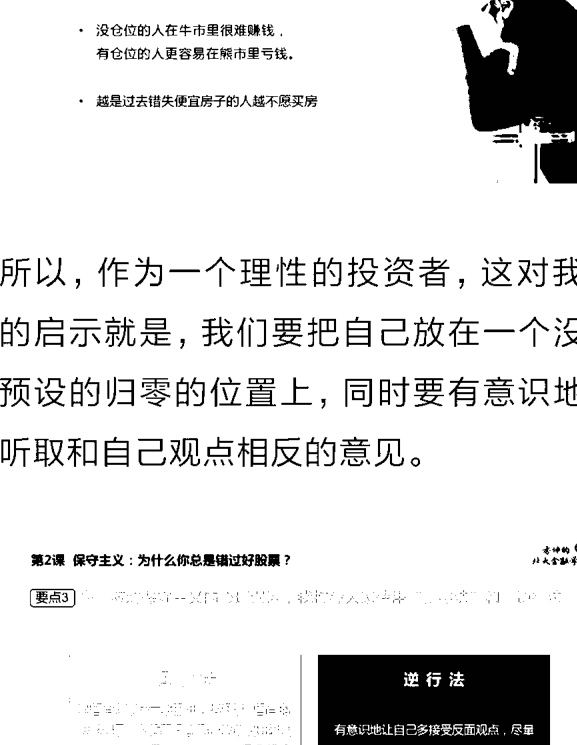 · 没仓位的人在牛市里很难赚钱，
有仓位的人更容易在熊市里亏钱。
· 越是过去错失便宜房子的人越不愿买房
所以，作为一个理性的投资者，这对我
的启示就是，我们要把自己放在一个没
预设的归零的位置上，同时要有意识地
听取和自己观点相反的意见。
第2课 保守主义：为什么你总是错过好股票？
要点3
逆行法
有意识地让自己多接受反面观点，尽量